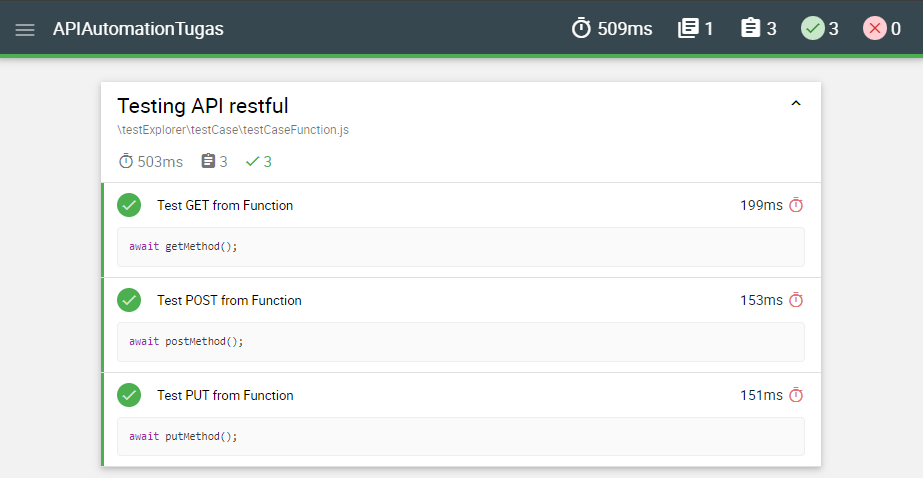 APIAutomationTugas 509ms 1 3 3 0
Testing API restful
\testExplorer\testCase\testCaseFunction.js
503ms 3 3
Test GET from Function 199ms
await getMethod();
Test POST from Function 153ms
await postMethod();
Test PUT from Function 151ms
await putMethod();